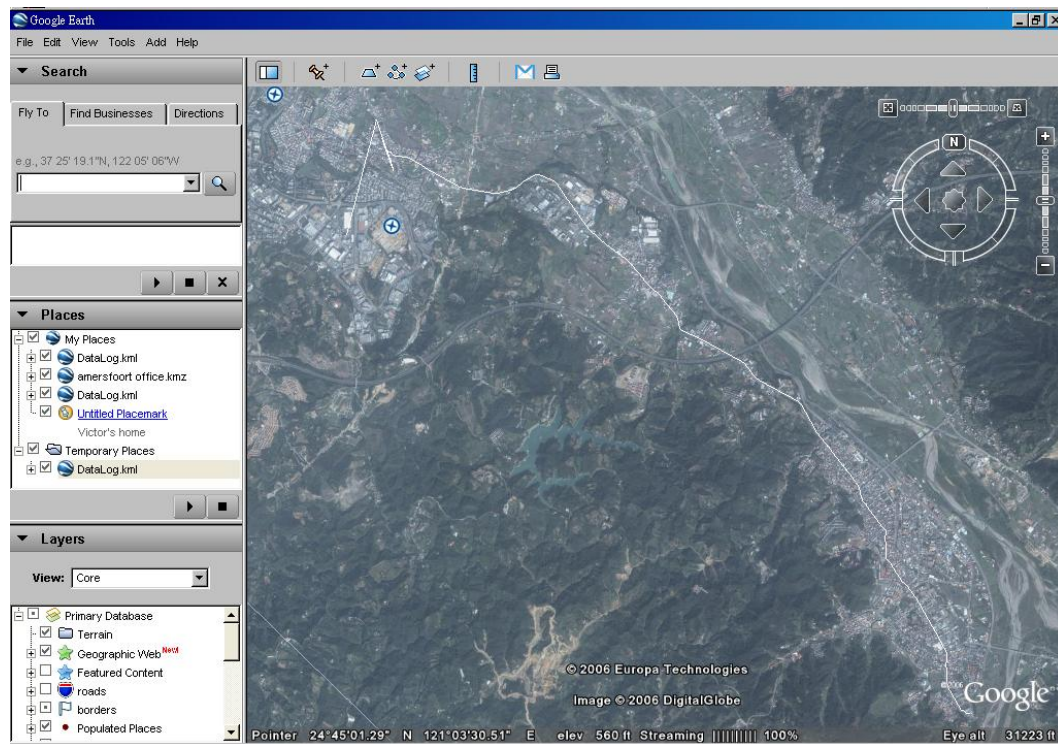 Google Earth
File Edit View Tools Add Help
Search
Fly To Find Businesses Directions
e.g., 37 25' 19.1"N, 122 05' 06"W
Places
My Places
DataLog.kml
amersfoort office.kmz
DataLog.kml
Untitled Placemark
Victor's home
Temporary Places
DataLog.kml
Layers
View: Core
Primary Database
Terrain
Geographic Web New!
Featured Content
roads
borders
Populated Places
N
© 2006 Europa Technologies
Image © 2006 DigitalGlobe
© 2006 Google
Pointer 24°45'01.29" N 121°03'30.51" E elev 560 ft Streaming 100% Eye alt 31223 ft